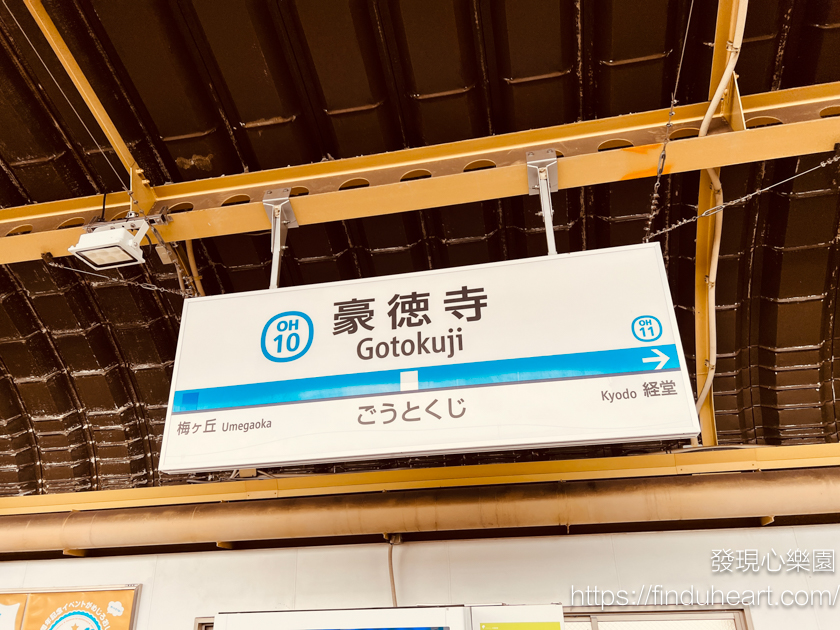 OH
10
豪徳寺
Gotokuji
OH
11
梅ヶ丘 Umegaoka
ごうとくじ
Kyodo 経堂
發現心樂園
https://finduheart.com/